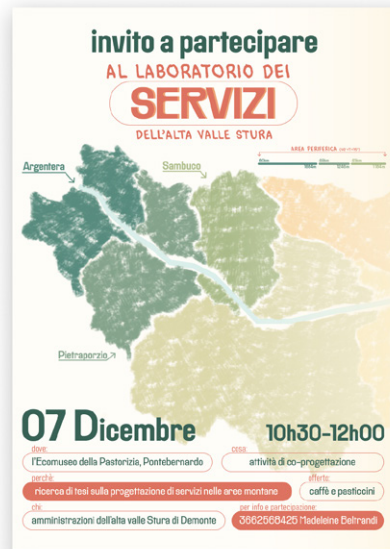 invito a partecipare
AL LABORATORIO DEI
SERVIZI
DELL'ALTA VALLE STURA
AREA PERIFERICA
Argentera
Sambuco
Pietraporzio
07 Dicembre
10h30-12h00
dove:
l'Ecomuseo della Pastorizia, Pontebernardo
cosa:
attività di co-progettazione
perchè:
ricerca di tesi sulla progettazione di servizi nelle aree montane
offerto:
caffè e pasticcini
chi:
amministrazioni dell'alta valle Stura di Demonte
per info e partecipazione:
3662568425 Madeleine Beltrandi